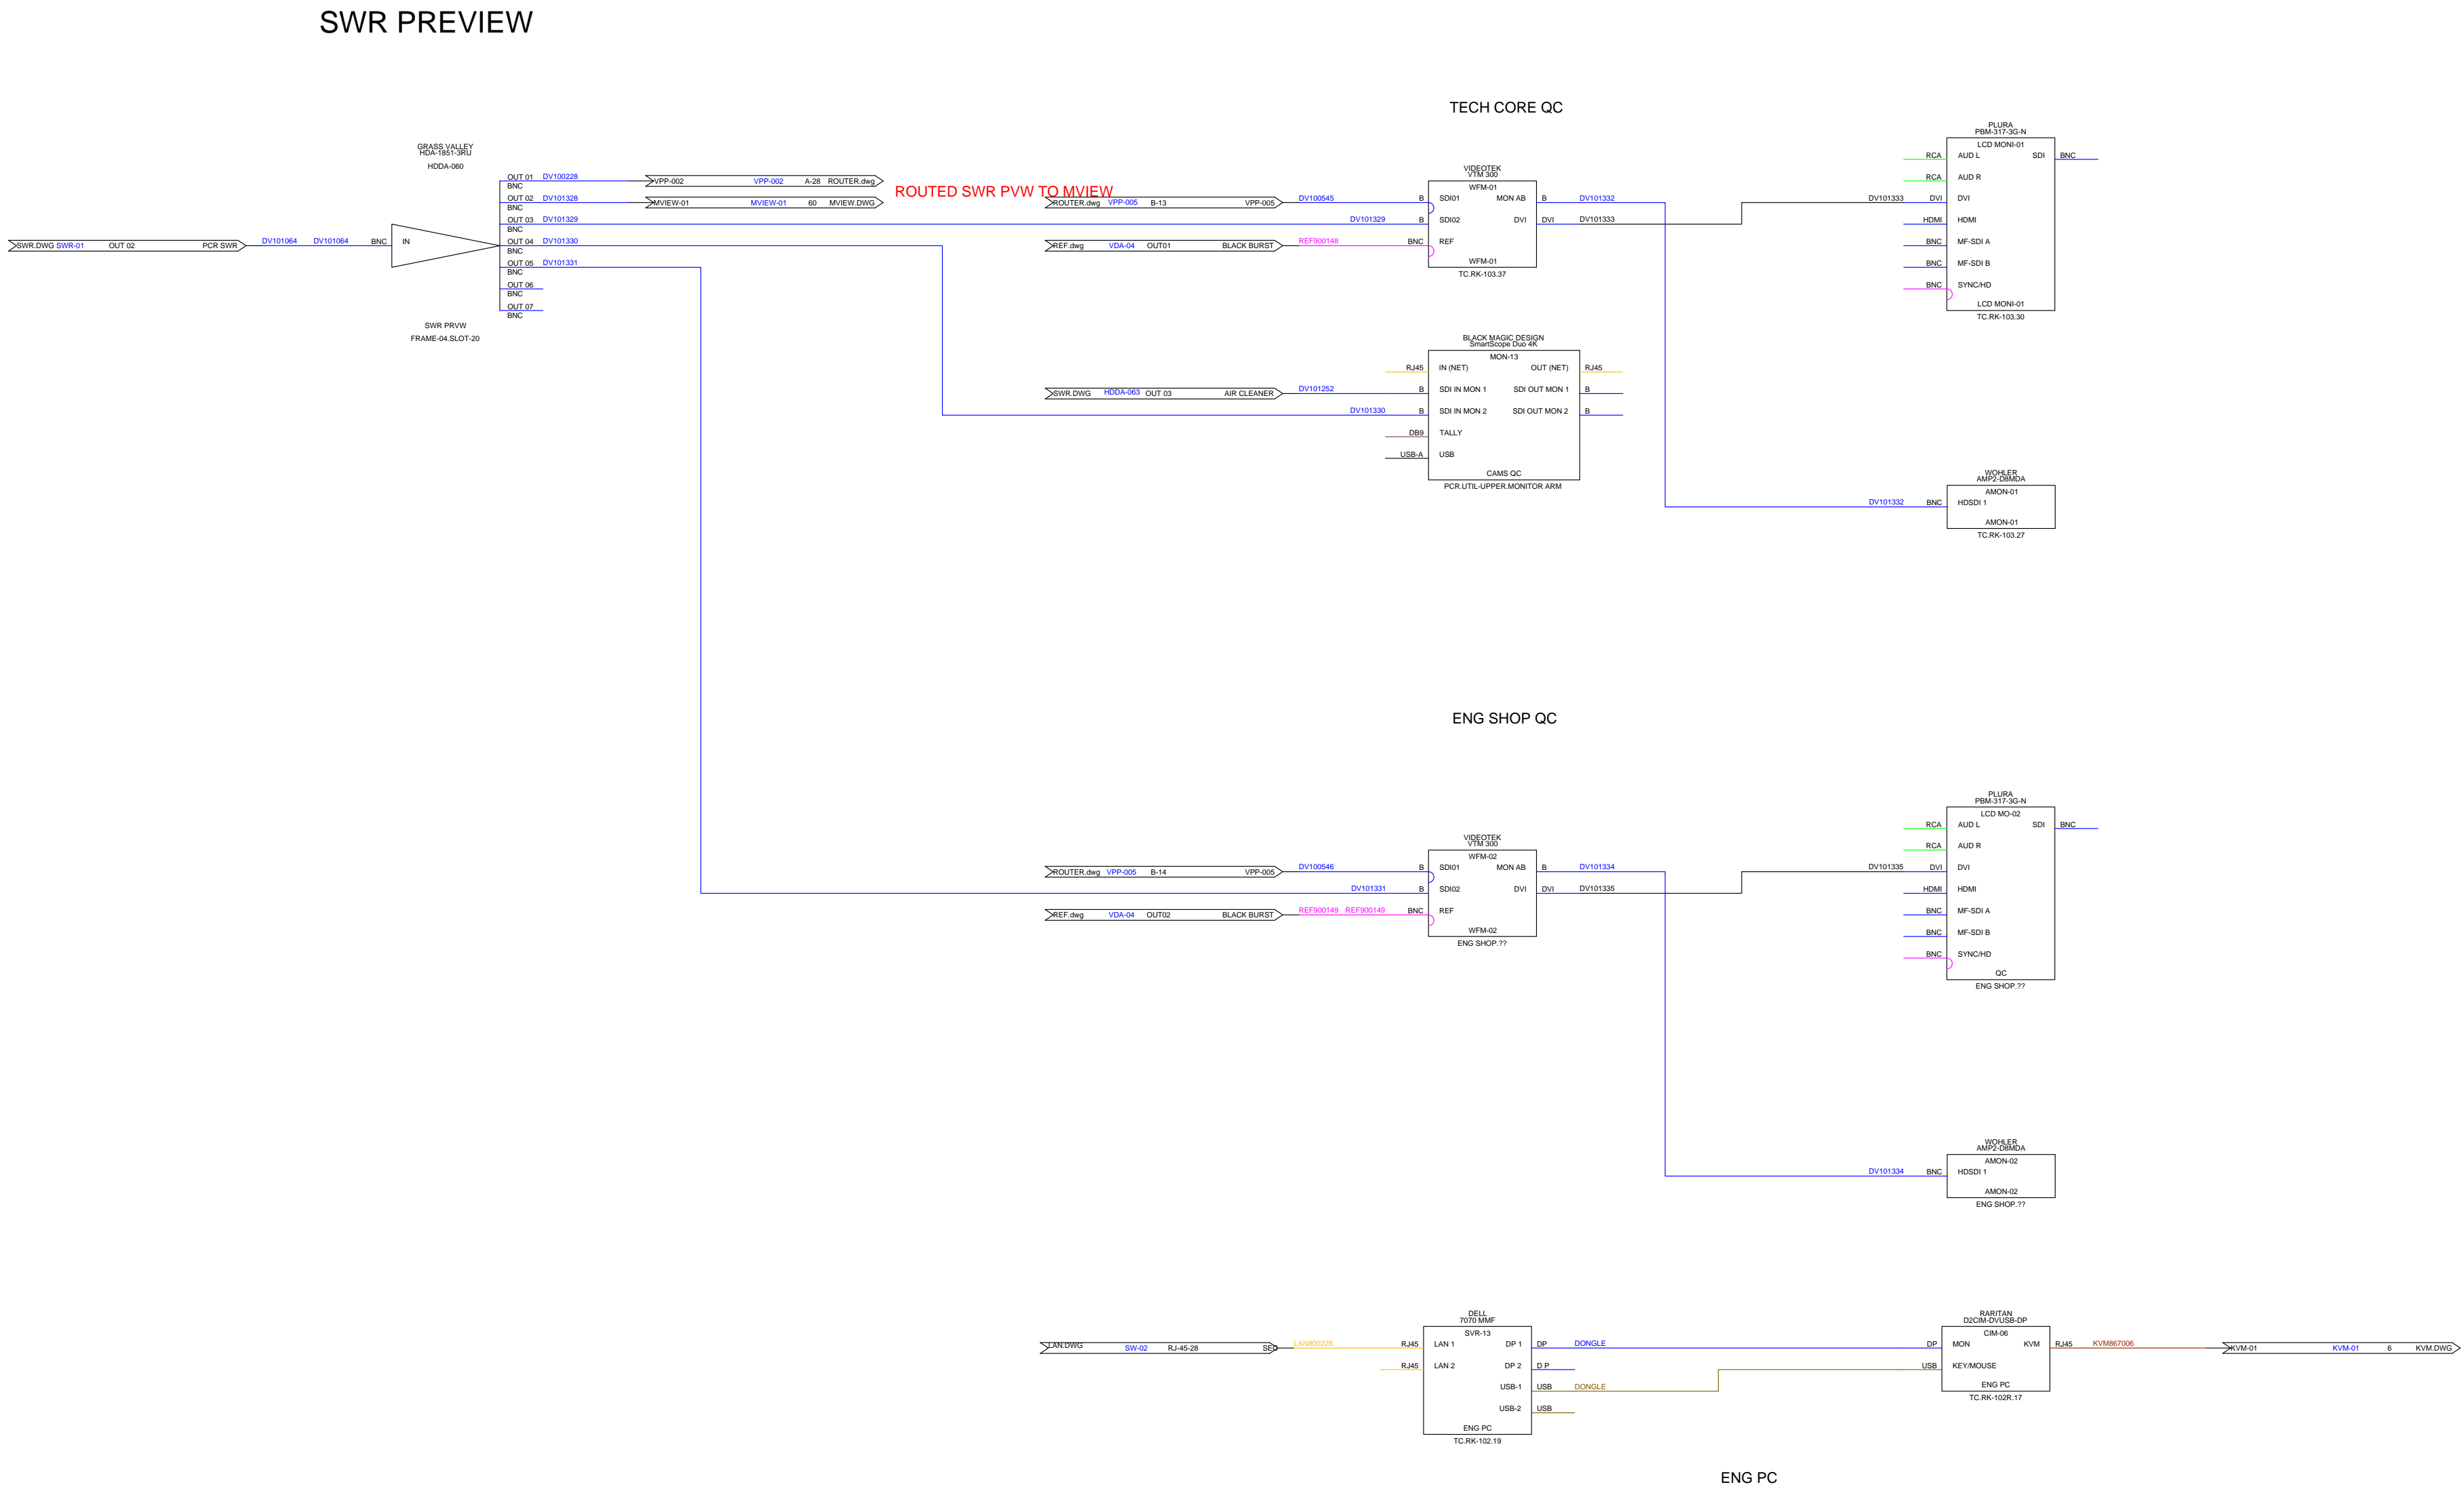 SWR PREVIEW
TECH CORE QC
GRASS VALLEY
HDA-1851-3RU
HDDA-060
OUT 01 DV100228
BNC
OUT 02 DV101328
BNC
OUT 03 DV101329
BNC
OUT 04 DV101330
BNC
OUT 05 DV101331
BNC
OUT 06
BNC
OUT 07
BNC
SWR.DWG SWR-01 OUT 02 PCR SWR
DV101064 DV101064 BNC IN
SWR PRVW
FRAME-04.SLOT-20
VPP-002 VPP-002 A-28 ROUTER.dwg
MVIEW-01 MVIEW-01 60 MVIEW.DWG
ROUTED SWR PVW TO MVIEW
ROUTER.dwg VPP-005 B-13 VPP-005
DV100545
DV101329
REF.dwg VDA-04 OUT01 BLACK BURST
REF900148
VIDEOTEK
VTM 300
WFM-01
B SDI01 MON AB B DV101332
B SDI02 DVI DVI DV101333
BNC REF
WFM-01
TC.RK-103.37
PLURA
PBM-317-3G-N
LCD MONI-01
RCA AUD L SDI BNC
RCA AUD R
DV101333 DVI DVI
HDMI HDMI
BNC MF-SDI A
BNC MF-SDI B
BNC SYNC/HD
LCD MONI-01
TC.RK-103.30
BLACK MAGIC DESIGN
SmartScope Duo 4K
MON-13
RJ45 IN (NET) OUT (NET) RJ45
SWR.DWG HDDA-063 OUT 03 AIR CLEANER
DV101252 B SDI IN MON 1 SDI OUT MON 1 B
DV101330 B SDI IN MON 2 SDI OUT MON 2 B
DB9 TALLY
USB-A USB
CAMS QC
PCR.UTIL-UPPER.MONITOR ARM
WOHLER
AMP2-D8MDA
AMON-01
DV101332 BNC HDSDI 1
AMON-01
TC.RK-103.27
ENG SHOP QC
ROUTER.dwg VPP-005 B-14 VPP-005
DV100546
DV101331
REF.dwg VDA-04 OUT02 BLACK BURST
REF900149 REF900149
VIDEOTEK
VTM 300
WFM-02
B SDI01 MON AB B DV101334
B SDI02 DVI DVI DV101335
BNC REF
WFM-02
ENG SHOP.??
PLURA
PBM-317-3G-N
LCD MO-02
RCA AUD L SDI BNC
RCA AUD R
DV101335 DVI DVI
HDMI HDMI
BNC MF-SDI A
BNC MF-SDI B
BNC SYNC/HD
QC
ENG SHOP.??
WOHLER
AMP2-D8MDA
AMON-02
DV101334 BNC HDSDI 1
AMON-02
ENG SHOP.??
LAN.DWG SW-02 RJ-45-28
LAN800228
DELL
7070 MMF
SVR-13
RJ45 LAN 1 DP 1 DP DONGLE
RJ45 LAN 2 DP 2 D P
USB-1 USB DONGLE
USB-2 USB
ENG PC
TC.RK-102.19
RARITAN
D2CIM-DVUSB-DP
CIM-06
DP MON KVM RJ45 KVM867006
USB KEY/MOUSE
ENG PC
TC.RK-102R.17
KVM-01 KVM-01 6 KVM.DWG
ENG PC